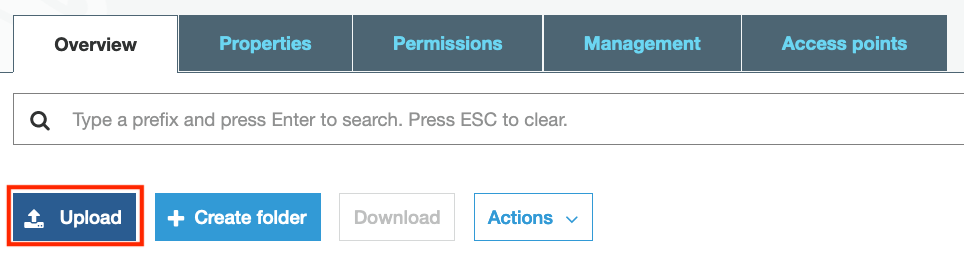 Overview Properties Permissions Management Access points
Type a prefix and press Enter to search. Press ESC to clear.
Upload Create folder Download Actions